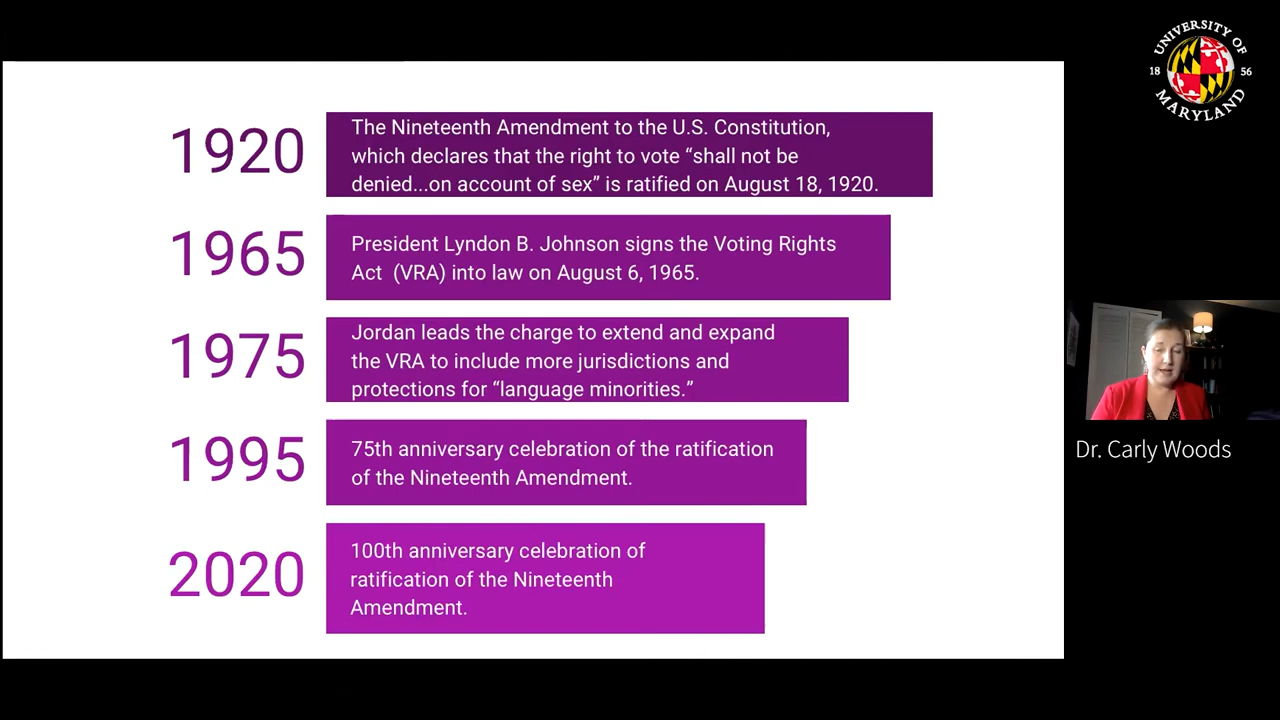 UNIVERSITY OF
18 56
MARYLAND
1920
The Nineteenth Amendment to the U.S. Constitution,
which declares that the right to vote “shall not be
denied...on account of sex” is ratified on August 18, 1920.
1965
President Lyndon B. Johnson signs the Voting Rights
Act  (VRA) into law on August 6, 1965.
1975
Jordan leads the charge to extend and expand
the VRA to include more jurisdictions and
protections for “language minorities.”
1995
75th anniversary celebration of the ratification
of the Nineteenth Amendment.
2020
100th anniversary celebration of
ratification of the Nineteenth
Amendment.
Dr. Carly Woods